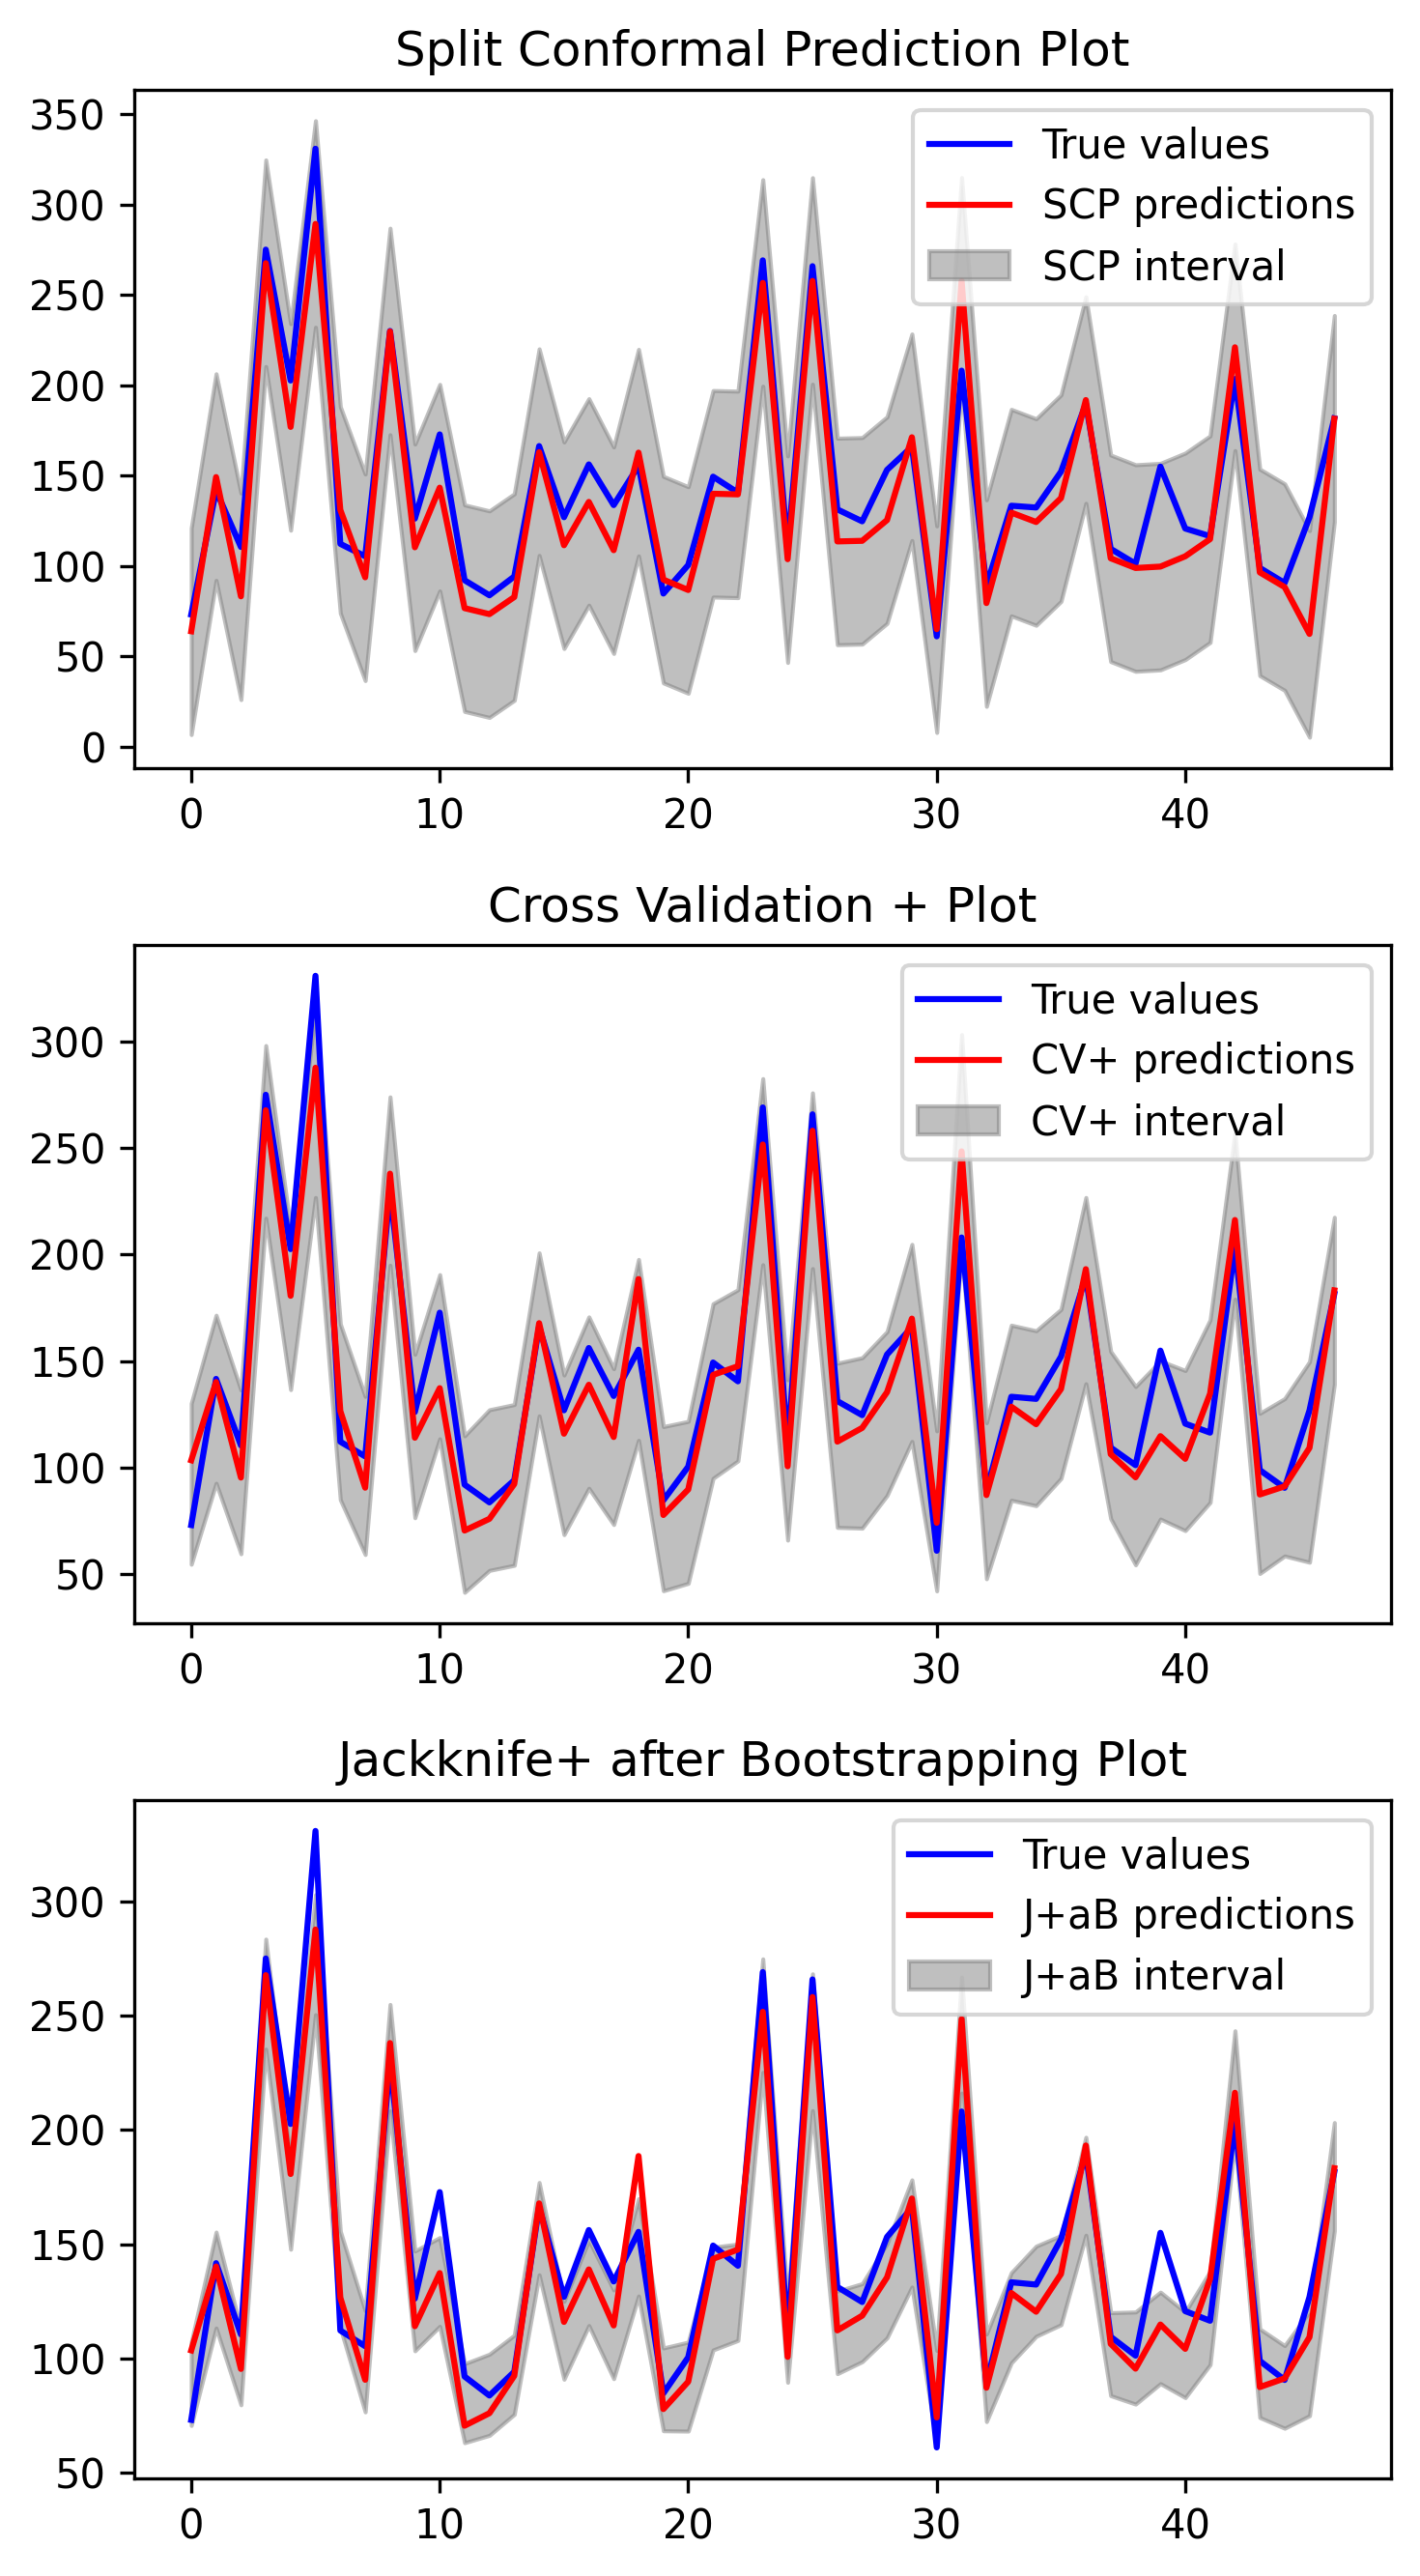 Split Conformal Prediction Plot
350
300
250
200
150
100
50
0
True values
SCP predictions
SCP interval
0 10 20 30 40
Cross Validation + Plot
300
250
200
150
100
50
True values
CV+ predictions
CV+ interval
0 10 20 30 40
Jackknife+ after Bootstrapping Plot
300
250
200
150
100
50
True values
J+aB predictions
J+aB interval
0 10 20 30 40